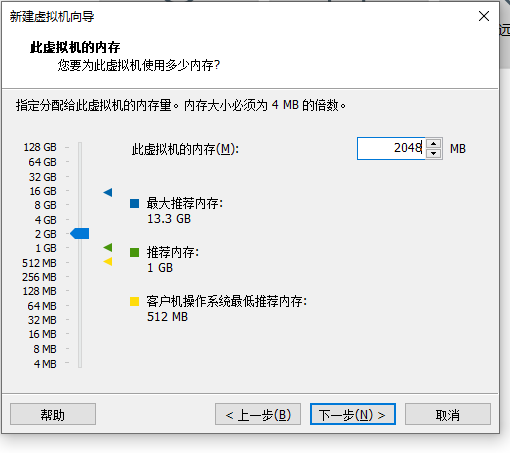 新建虚拟机向导
此虚拟机的内存
您要为此虚拟机使用多少内存?
远
指定分配给此虚拟机的内存量。内存大小必须为 4 MB 的倍数。
128 GB
64 GB
32 GB
16 GB
8 GB
4 GB
2 GB
1 GB
512 MB
256 MB
128 MB
64 MB
32 MB
16 MB
8 MB
4 MB
此虚拟机的内存(M):
2048
MB
最大推荐内存:
13.3 GB
推荐内存:
1 GB
客户机操作系统最低推荐内存:
512 MB
帮助
< 上一步(B)
下一步(N) >
取消